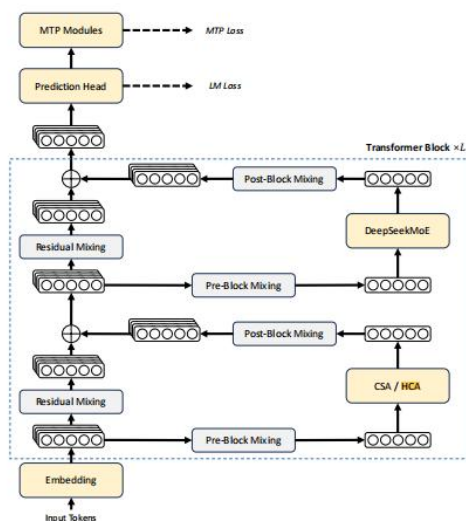 MTP Modules
MTP Loss
Prediction Head
LM Loss
Transformer Block ×L
Post-Block Mixing
DeepSeekMoE
Residual Mixing
Pre-Block Mixing
Post-Block Mixing
CSA / HCA
Residual Mixing
Pre-Block Mixing
Embedding
Input Tokens